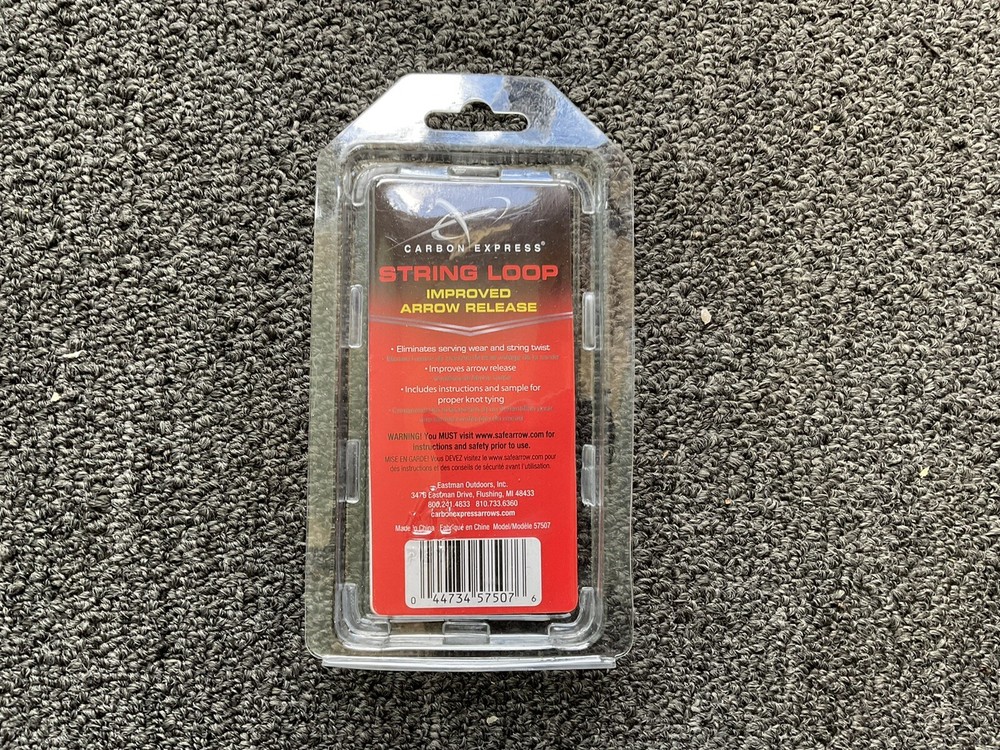 CARBON EXPRESS®
STRING LOOP
IMPROVED
ARROW RELEASE
• Eliminates serving wear and string twist
• Improves arrow release
• Includes instructions and sample for
proper knot tying
WARNING! You MUST visit www.safearrow.com for
instructions and safety prior to use.
MISE EN GARDE! Vous DEVEZ visitez le www.safearrow.com pour
des instructions et des conseils de sécurité avant l'utilisation.
Eastman Outdoors, Inc.
3476 Eastman Drive, Flushing, MI 48433
800.241.4833 810.733.6360
carbonexpressarrows.com
Made in China Fabriqué en Chine Model/Modèle 57507
0 44734 57507 6